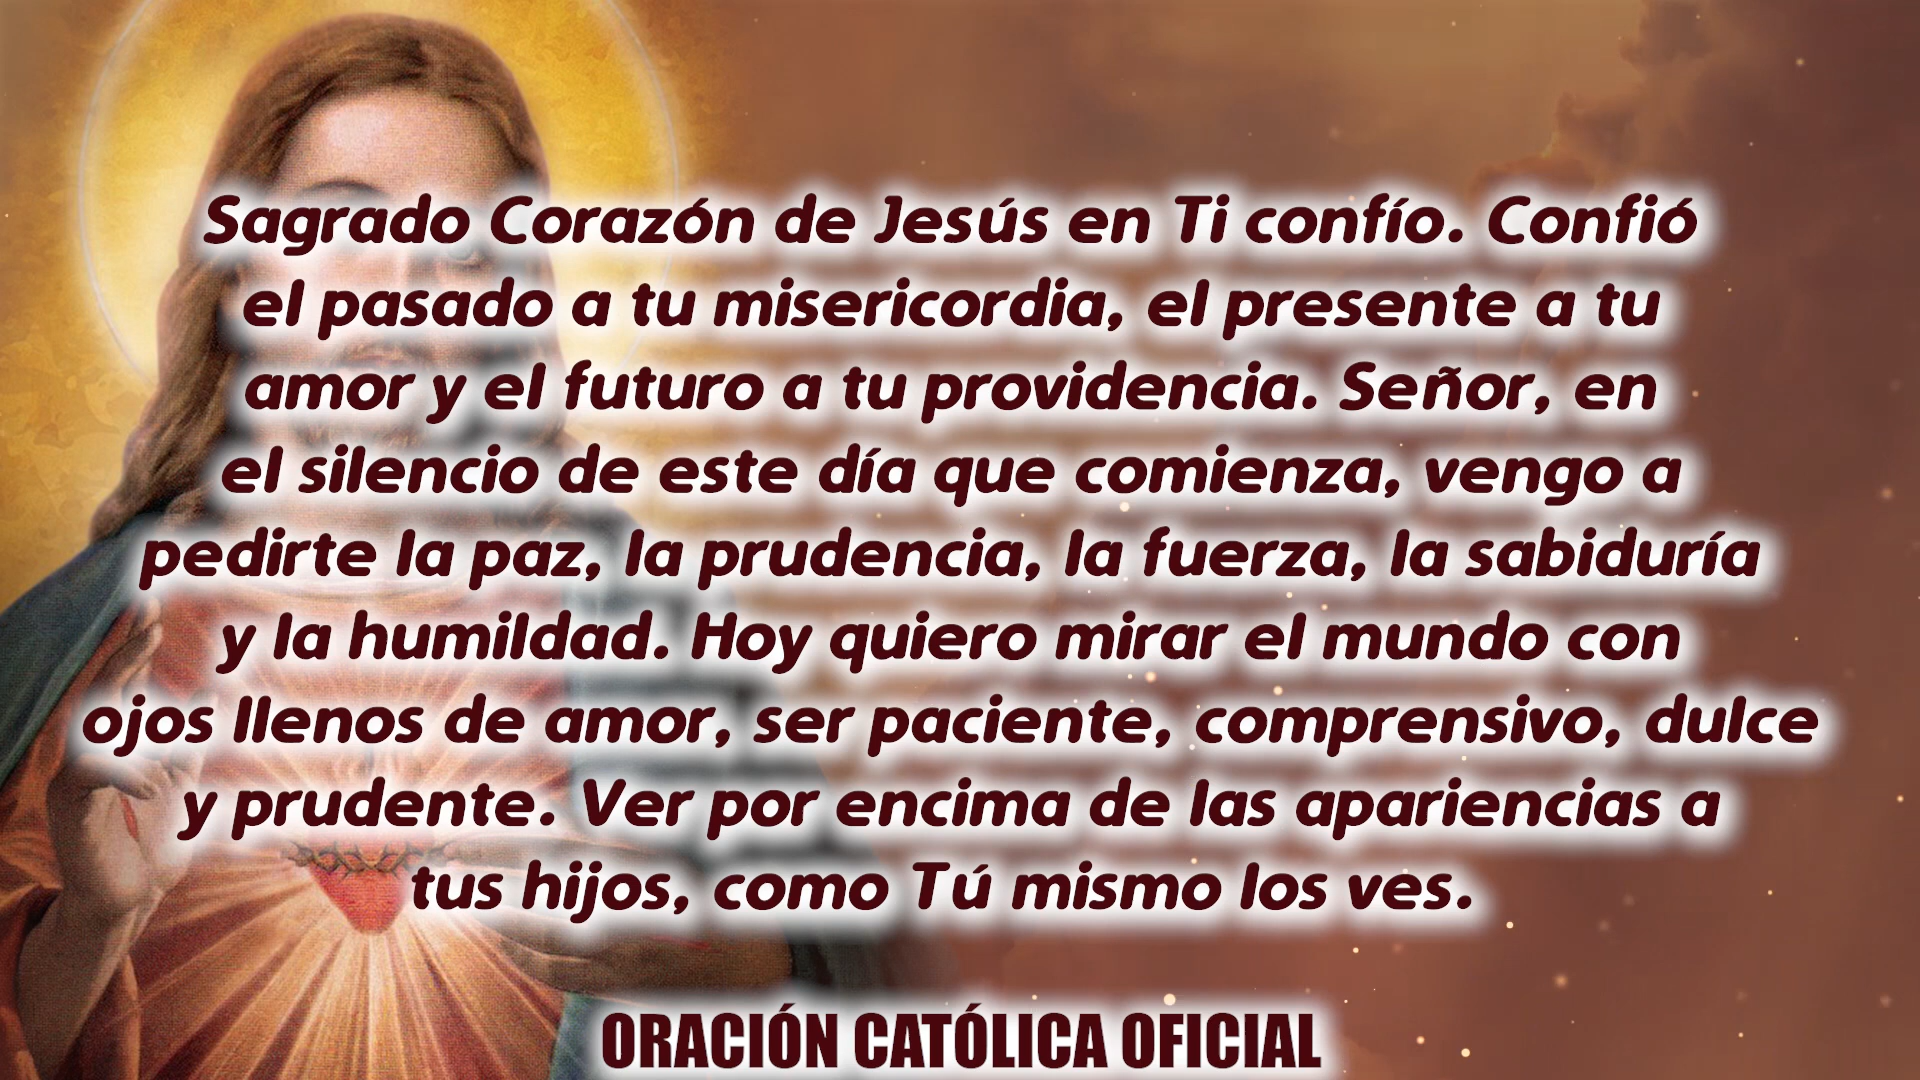 Sagrado Corazón de Jesús en Ti confío. Confió
el pasado a tu misericordia, el presente a tu
amor y el futuro a tu providencia. Señor, en
el silencio de este día que comienza, vengo a
pedirte la paz, la prudencia, la fuerza, la sabiduría
y la humildad. Hoy quiero mirar el mundo con
ojos llenos de amor, ser paciente, comprensivo, dulce
y prudente. Ver por encima de las apariencias a
tus hijos, como Tú mismo los ves.
ORACIÓN CATÓLICA OFICIAL